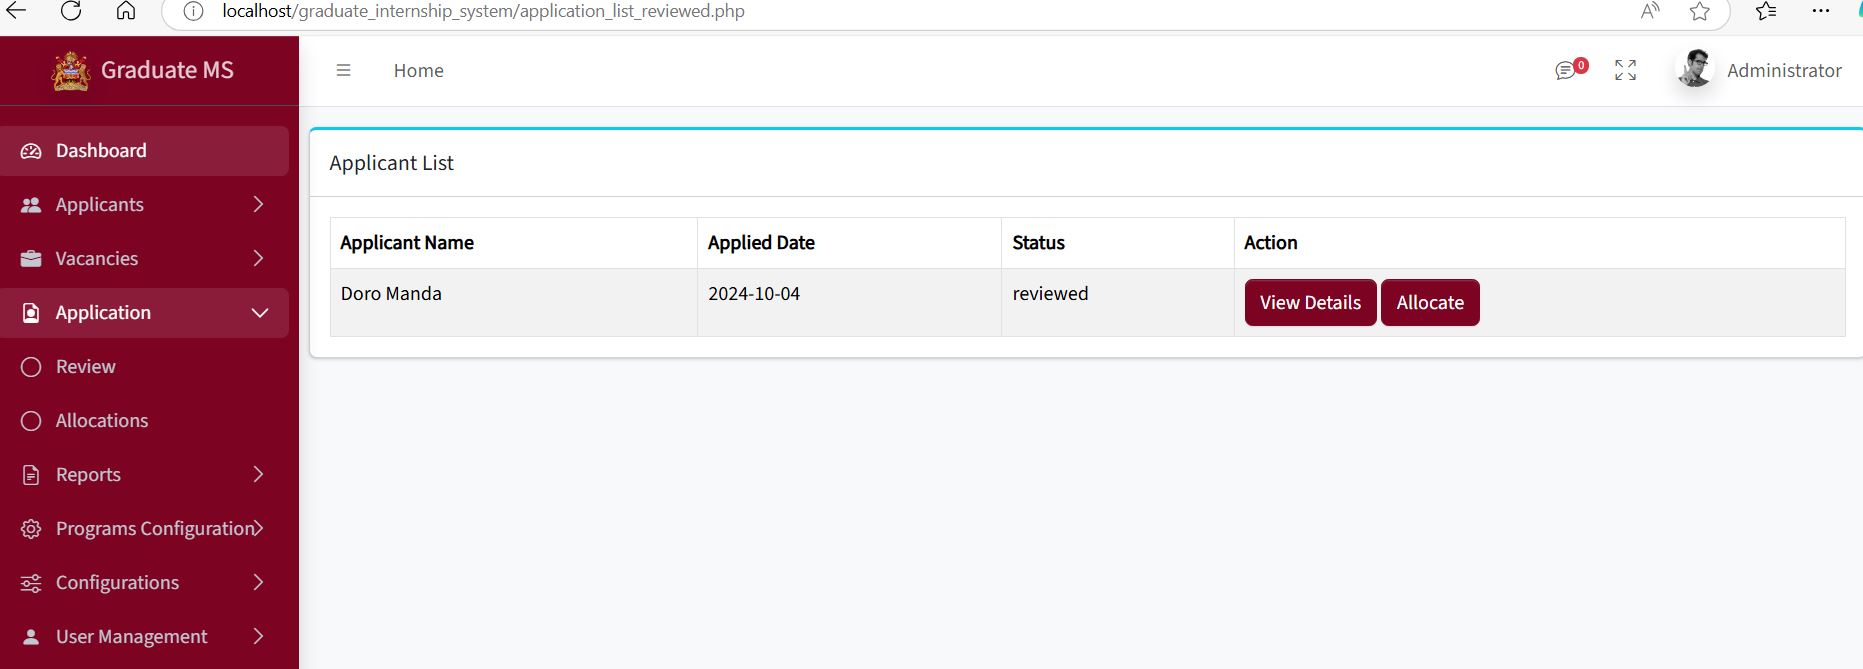 localhost/graduate_internship_system/application_list_reviewed.php
Graduate MS
Home
0
Administrator
Dashboard
Applicants
Vacancies
Application
Review
Allocations
Reports
Programs Configuration
Configurations
User Management
Applicant List
Applicant Name Applied Date Status Action
Doro Manda 2024-10-04 reviewed View Details Allocate